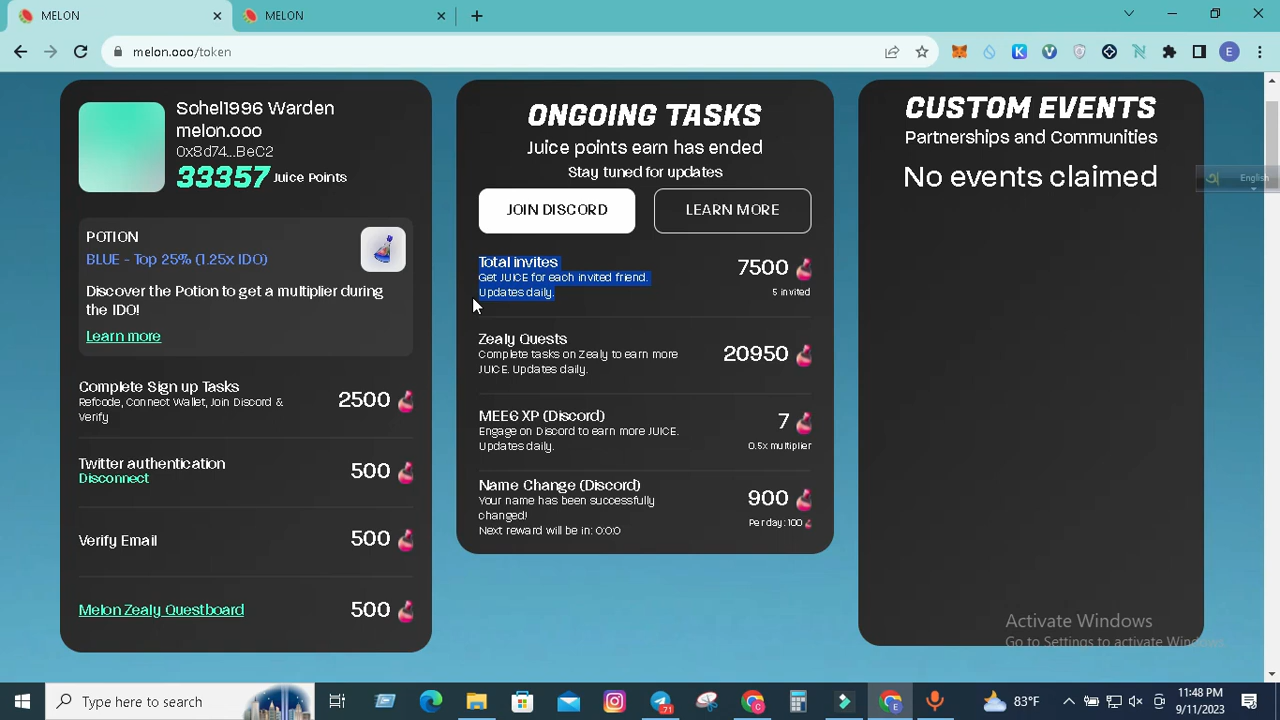 MELON
MELON
melon.ooo/token
E
Sohel1996 Warden
melon.ooo
0x8d74...BeC2
33357 Juice Points
POTION
BLUE - Top 25% (1.25x IDO)
Discover the Potion to get a multiplier during
the IDO!
Learn more
Complete Sign up Tasks
Refcode, Connect Wallet, Join Discord &
Verify
2500
Twitter authentication
Disconnect
500
Verify Email
500
Melon Zealy Questboard
500
ONGOING TASKS
Juice points earn has ended
Stay tuned for updates
JOIN DISCORD
LEARN MORE
Total invites
Get JUICE for each invited friend.
Updates daily.
7500
5 invited
Zealy Quests
Complete tasks on Zealy to earn more
JUICE. Updates daily.
20950
MEE6 XP (Discord)
Engage on Discord to earn more JUICE.
Updates daily.
7
0.5x multiplier
Name Change (Discord)
Your name has been successfully
changed!
Next reward will be in: 0:0:0
900
Per day: 100
CUSTOM EVENTS
Partnerships and Communities
No events claimed
English
Activate Windows
Go to Settings to activate Windows.
Type here to search
71
C
E
83°F
11:48 PM
9/11/2023